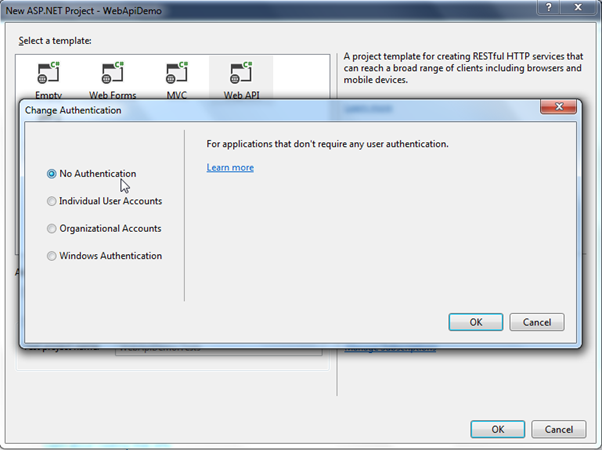 New ASP.NET Project - WebApiDemo
Select a template:
Empty
Web Forms
MVC
Web API
A project template for creating RESTful HTTP services that
can reach a broad range of clients including browsers and
mobile devices.
Change Authentication
No Authentication
Individual User Accounts
Organizational Accounts
Windows Authentication
For applications that don't require any user authentication.
Learn more
OK
Cancel
OK
Cancel